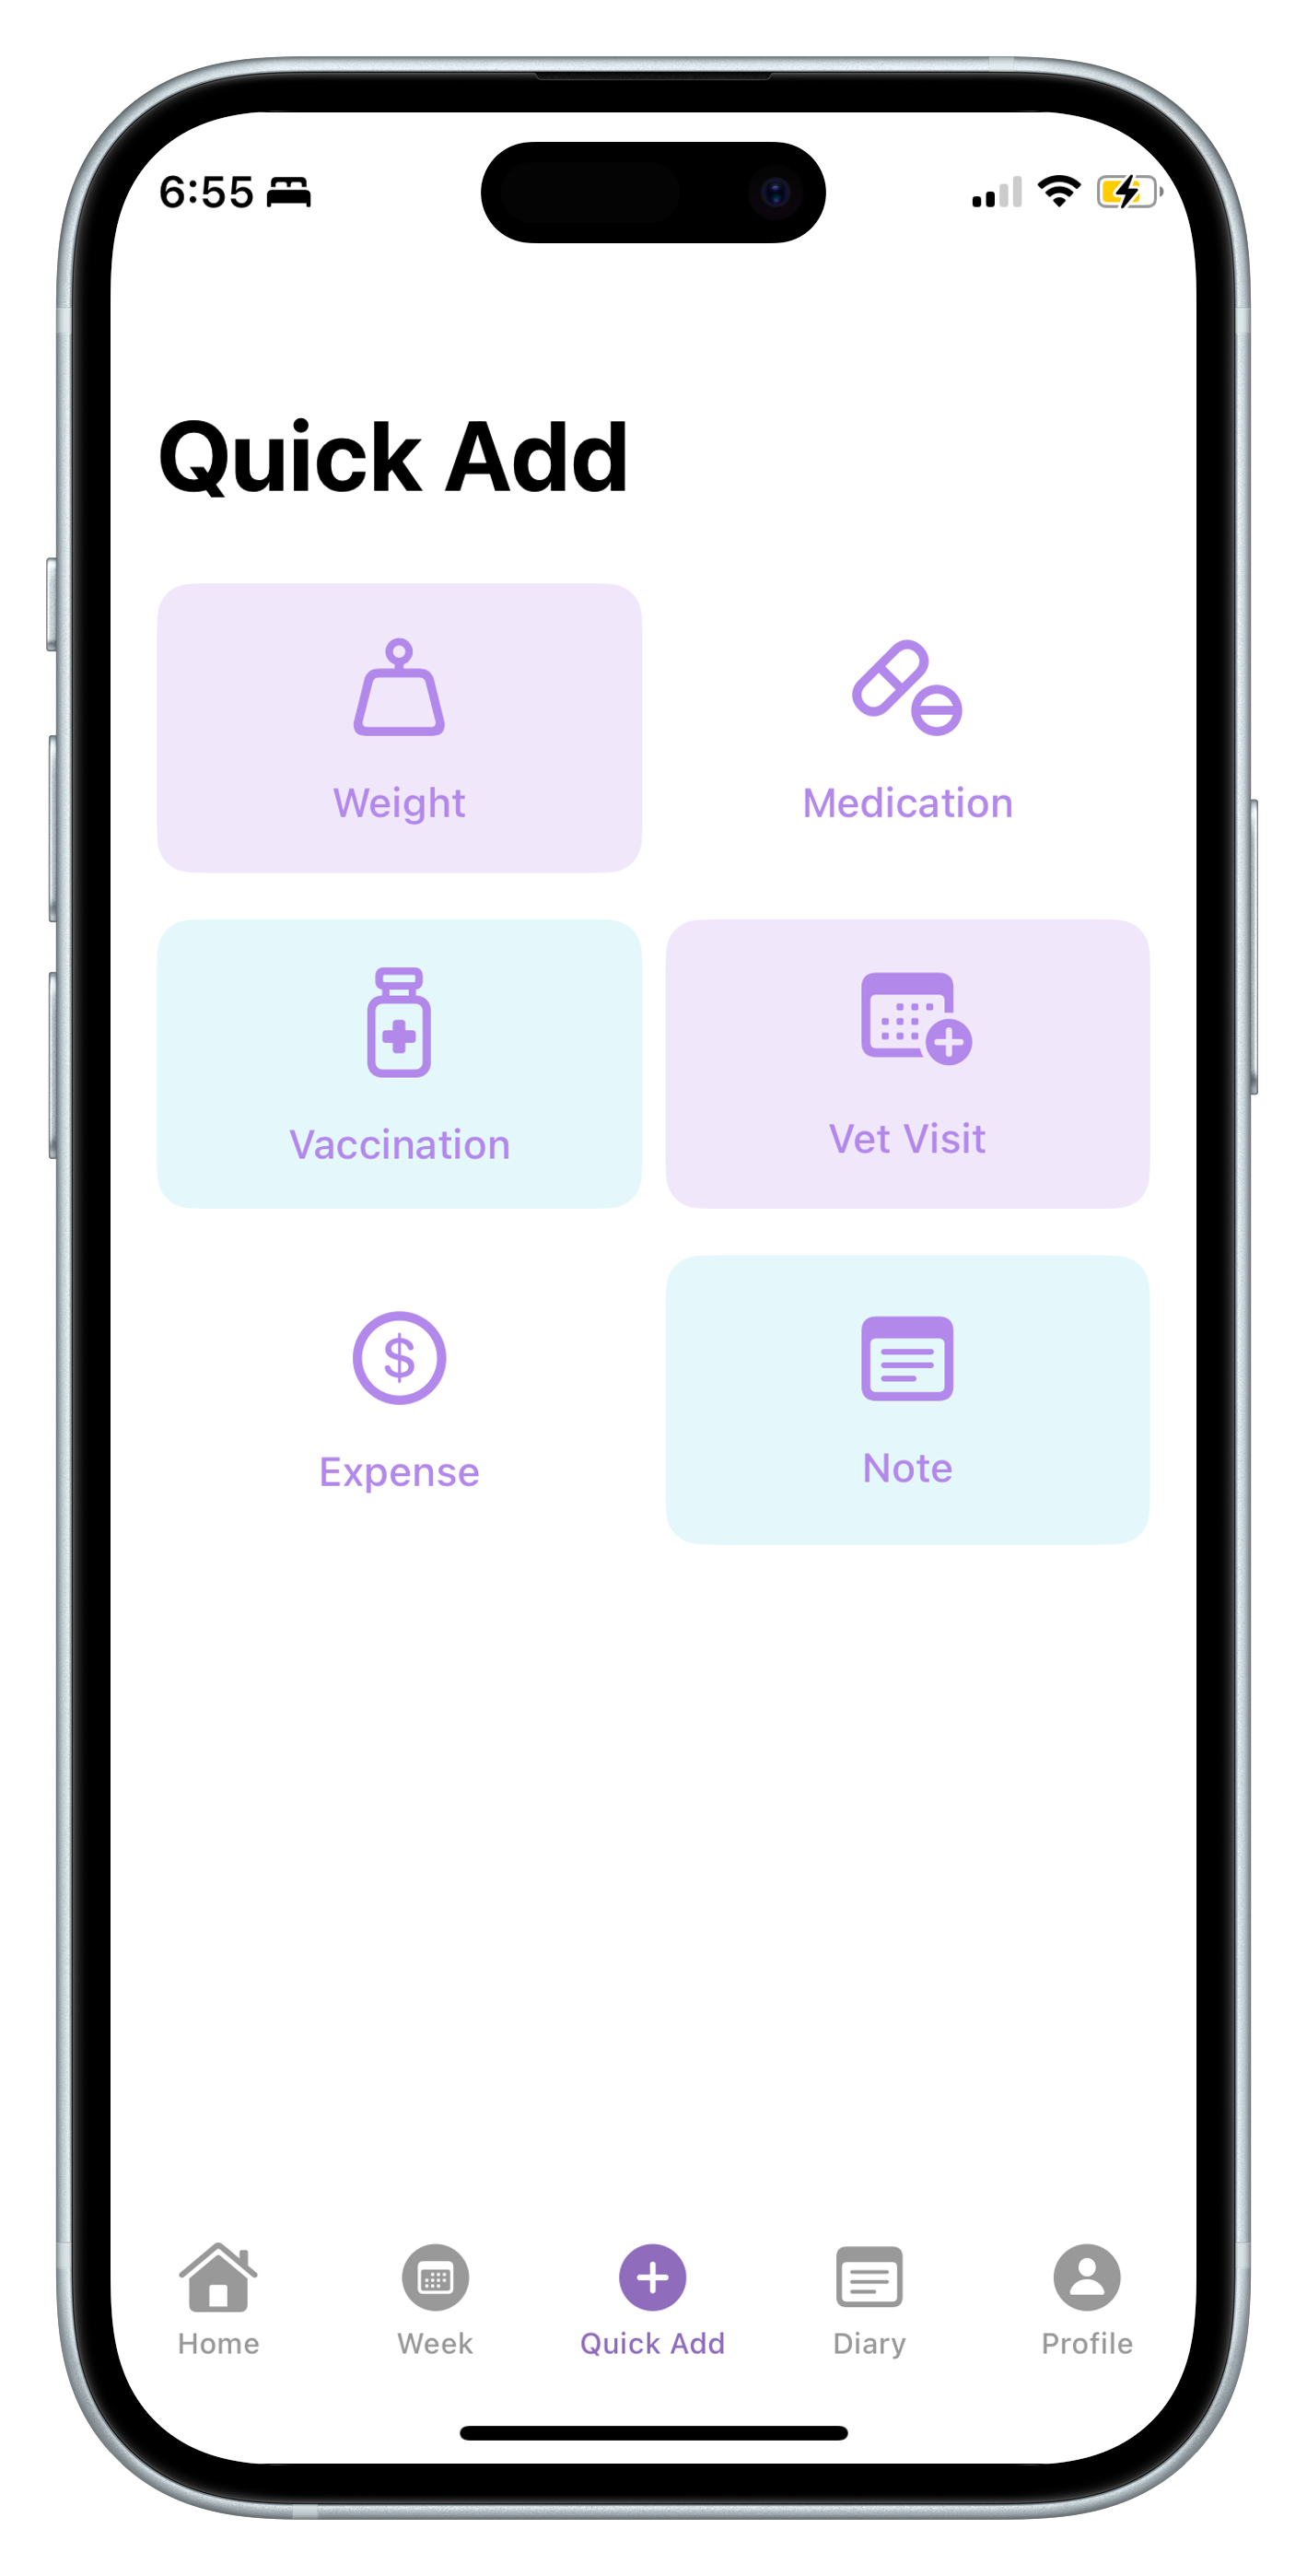 6:55
Quick Add
Weight
Medication
Vaccination
Vet Visit
$
Expense
Note
Home
Week
Quick Add
Diary
Profile